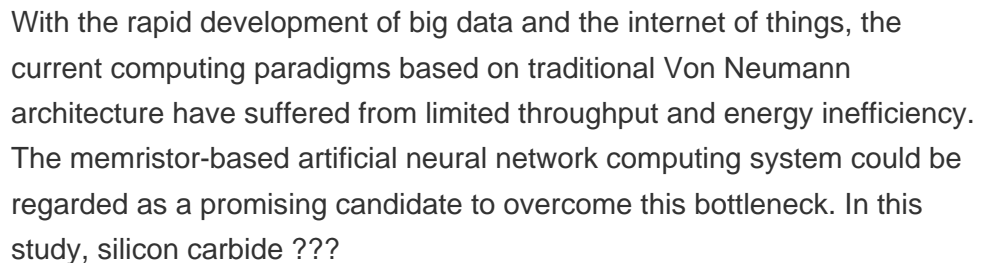 With the rapid development of big data and the internet of things, the
current computing paradigms based on traditional Von Neumann
architecture have suffered from limited throughput and energy inefficiency.
The memristor-based artificial neural network computing system could be
regarded as a promising candidate to overcome this bottleneck. In this
study, silicon carbide ???